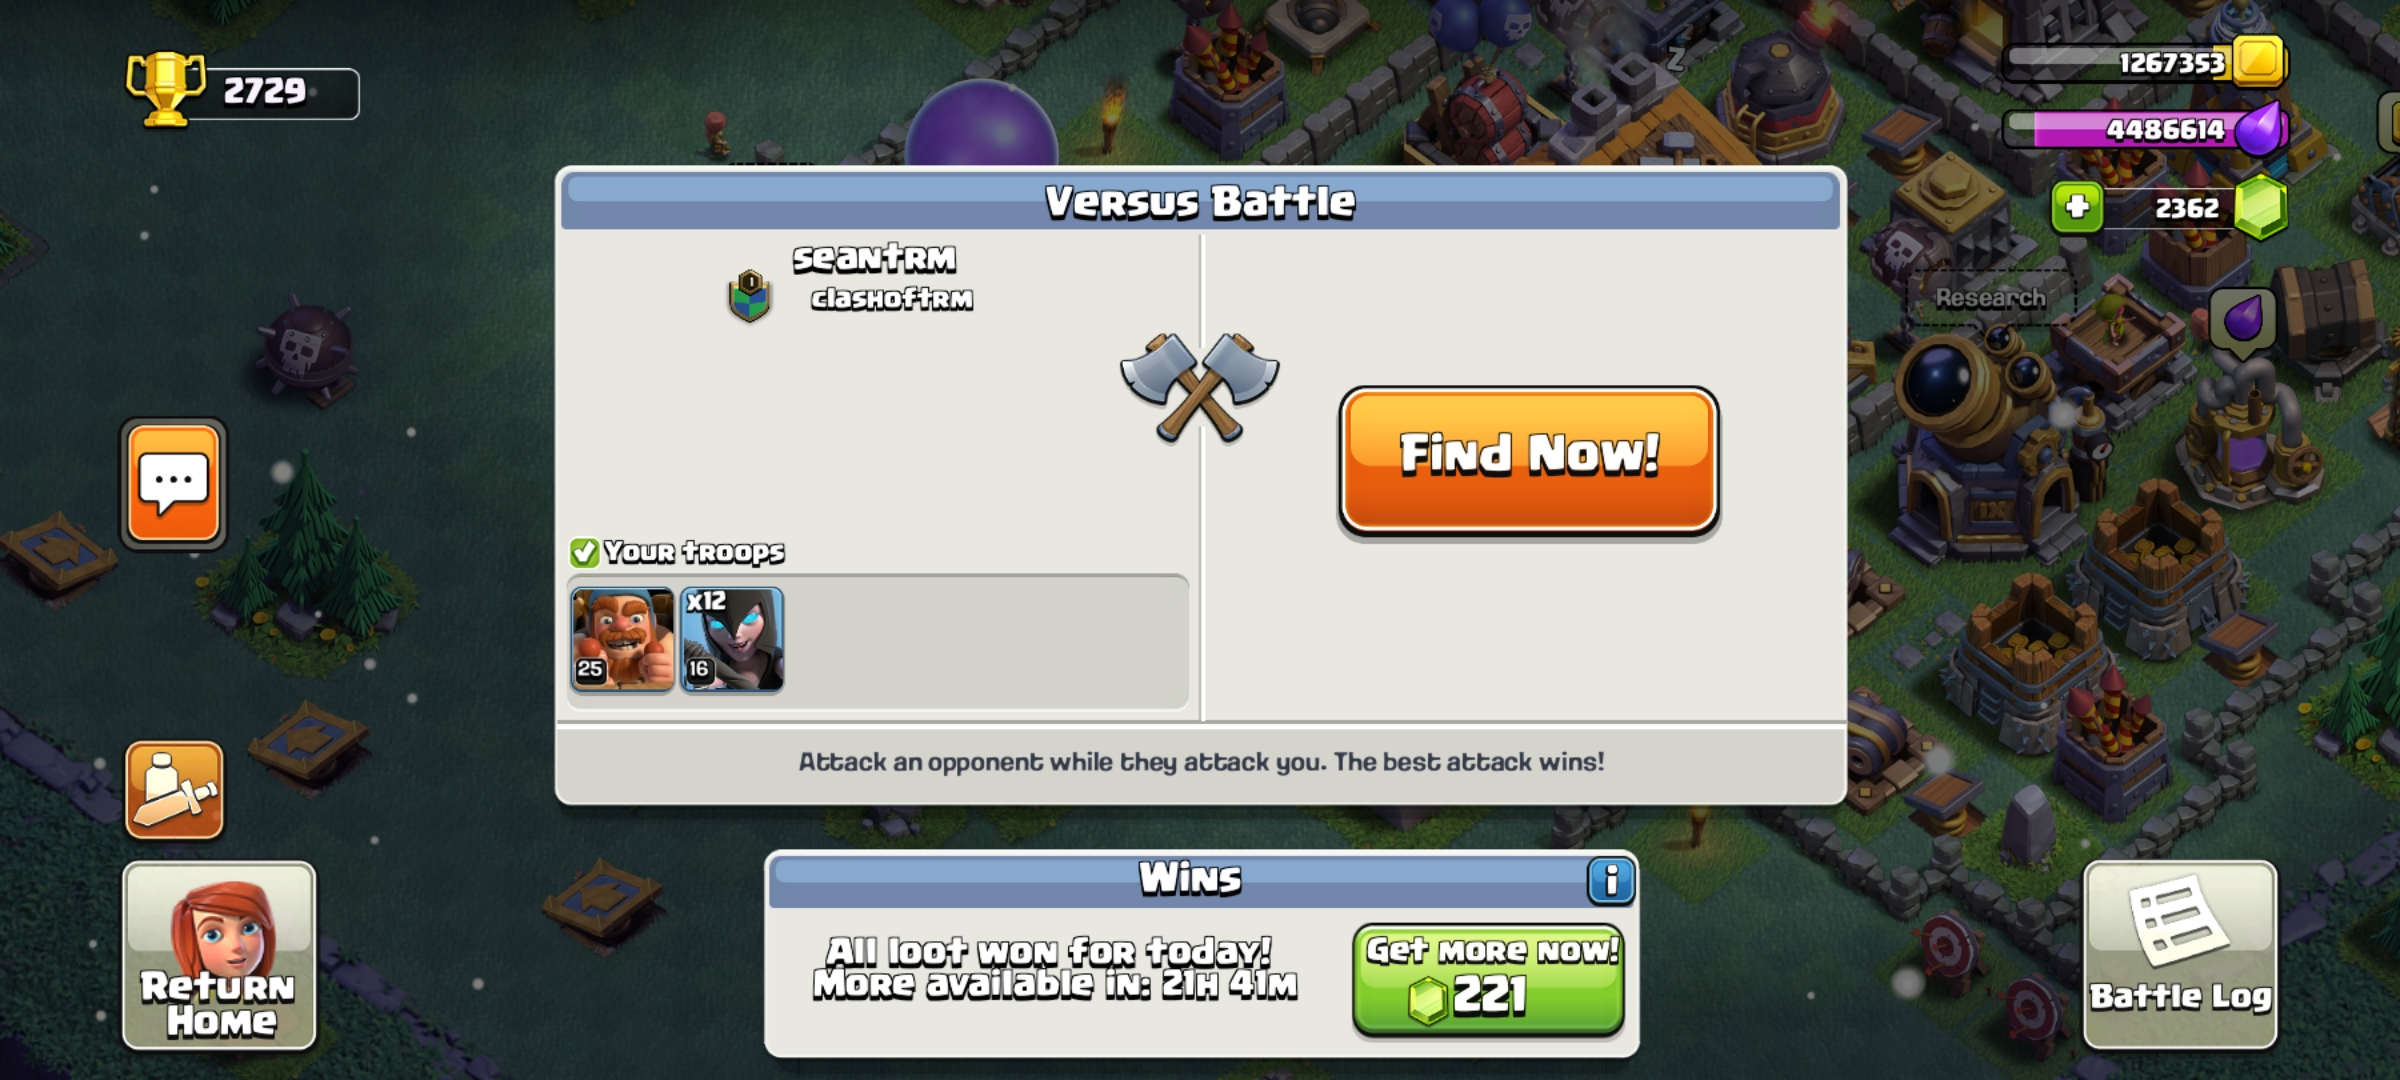 2729
1267353
4486614
2362
Research
Z
Versus Battle
seantrm
1
clashoftrm
Find Now!
Your troops
25
x12
16
IX
Attack an opponent while they attack you. The best attack wins!
Wins
i
All loot won for today!
More available in: 21H 41M
Get more now!
221
Return
Home
Battle Log